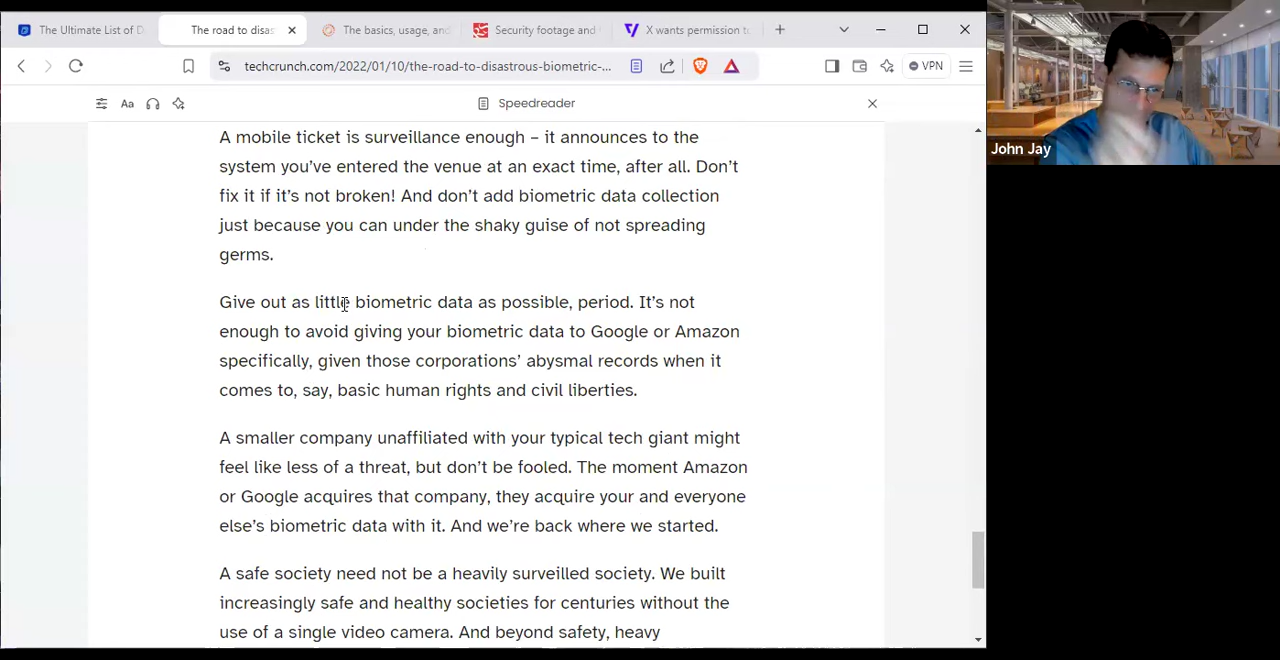 The Ultimate List of D
The road to disas
The basics, usage, and
Security footage and
X wants permission to
techcrunch.com/2022/01/10/the-road-to-disastrous-biometric-...
VPN
Aa
Speedreader
A mobile ticket is surveillance enough – it announces to the
system you've entered the venue at an exact time, after all. Don't
fix it if it's not broken! And don't add biometric data collection
just because you can under the shaky guise of not spreading
germs.
Give out as little biometric data as possible, period. It's not
enough to avoid giving your biometric data to Google or Amazon
specifically, given those corporations' abysmal records when it
comes to, say, basic human rights and civil liberties.
A smaller company unaffiliated with your typical tech giant might
feel like less of a threat, but don't be fooled. The moment Amazon
or Google acquires that company, they acquire your and everyone
else's biometric data with it. And we're back where we started.
A safe society need not be a heavily surveilled society. We built
increasingly safe and healthy societies for centuries without the
use of a single video camera. And beyond safety, heavy
John Jay